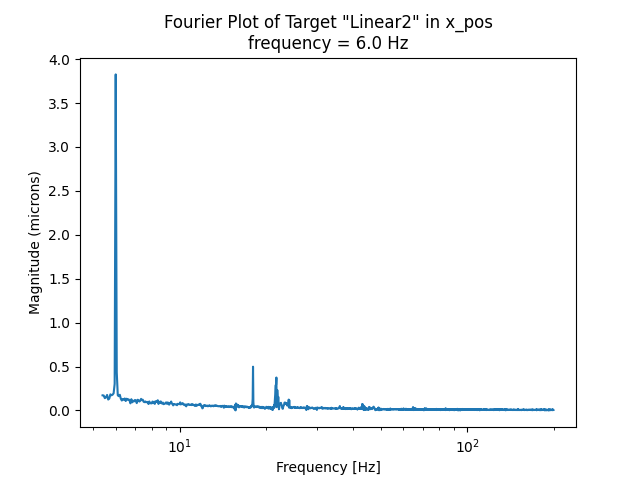 Fourier Plot of Target "Linear2" in x_pos
frequency = 6.0 Hz
4.0
3.5
3.0
2.5
2.0
1.5
1.0
0.5
0.0
Magnitude (microns)
10¹
10²
Frequency [Hz]